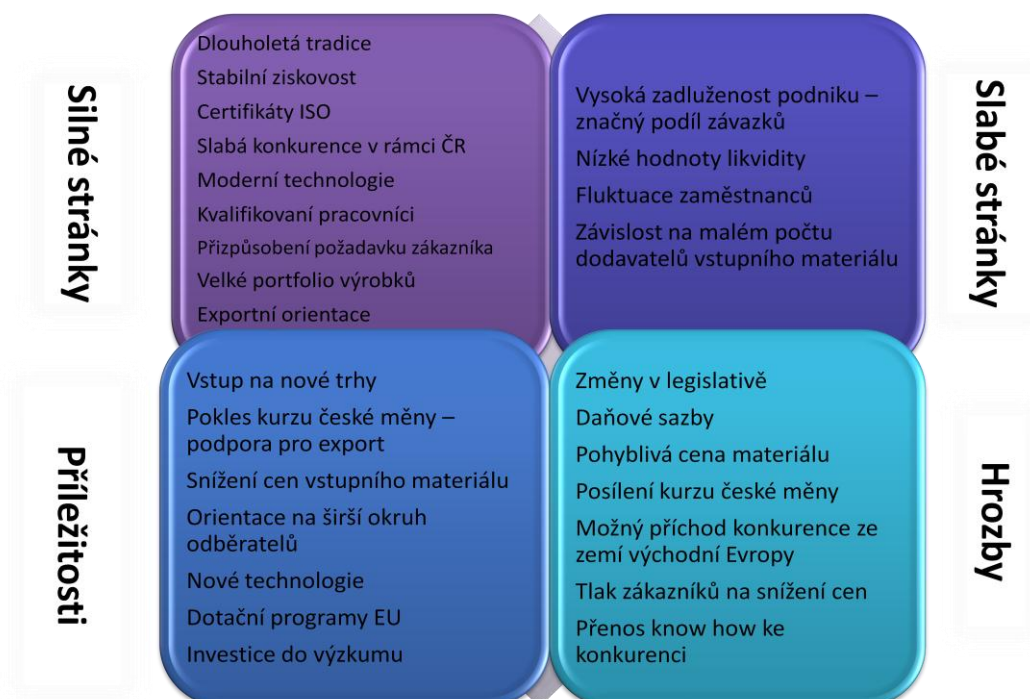 Silné stránky
Dlouholetá tradice
Stabilní ziskovost
Certifikáty ISO
Slabá konkurence v rámci ČR
Moderní technologie
Kvalifikovaní pracovníci
Přizpůsobení požadavku zákazníka
Velké portfolio výrobků
Exportní orientace
Slabé stránky
Vysoká zadluženost podniku –
značný podíl závazků
Nízké hodnoty likvidity
Fluktuace zaměstnanců
Závislost na malém počtu
dodavatelů vstupního materiálu
Příležitosti
Vstup na nové trhy
Pokles kurzu české měny –
podpora pro export
Snížení cen vstupního materiálu
Orientace na širší okruh
odběratelů
Nové technologie
Dotační programy EU
Investice do výzkumu
Hrozby
Změny v legislativě
Daňové sazby
Pohyblivá cena materiálu
Posílení kurzu české měny
Možný příchod konkurence ze
zemí východní Evropy
Tlak zákazníků na snížení cen
Přenos know how ke
konkurenci